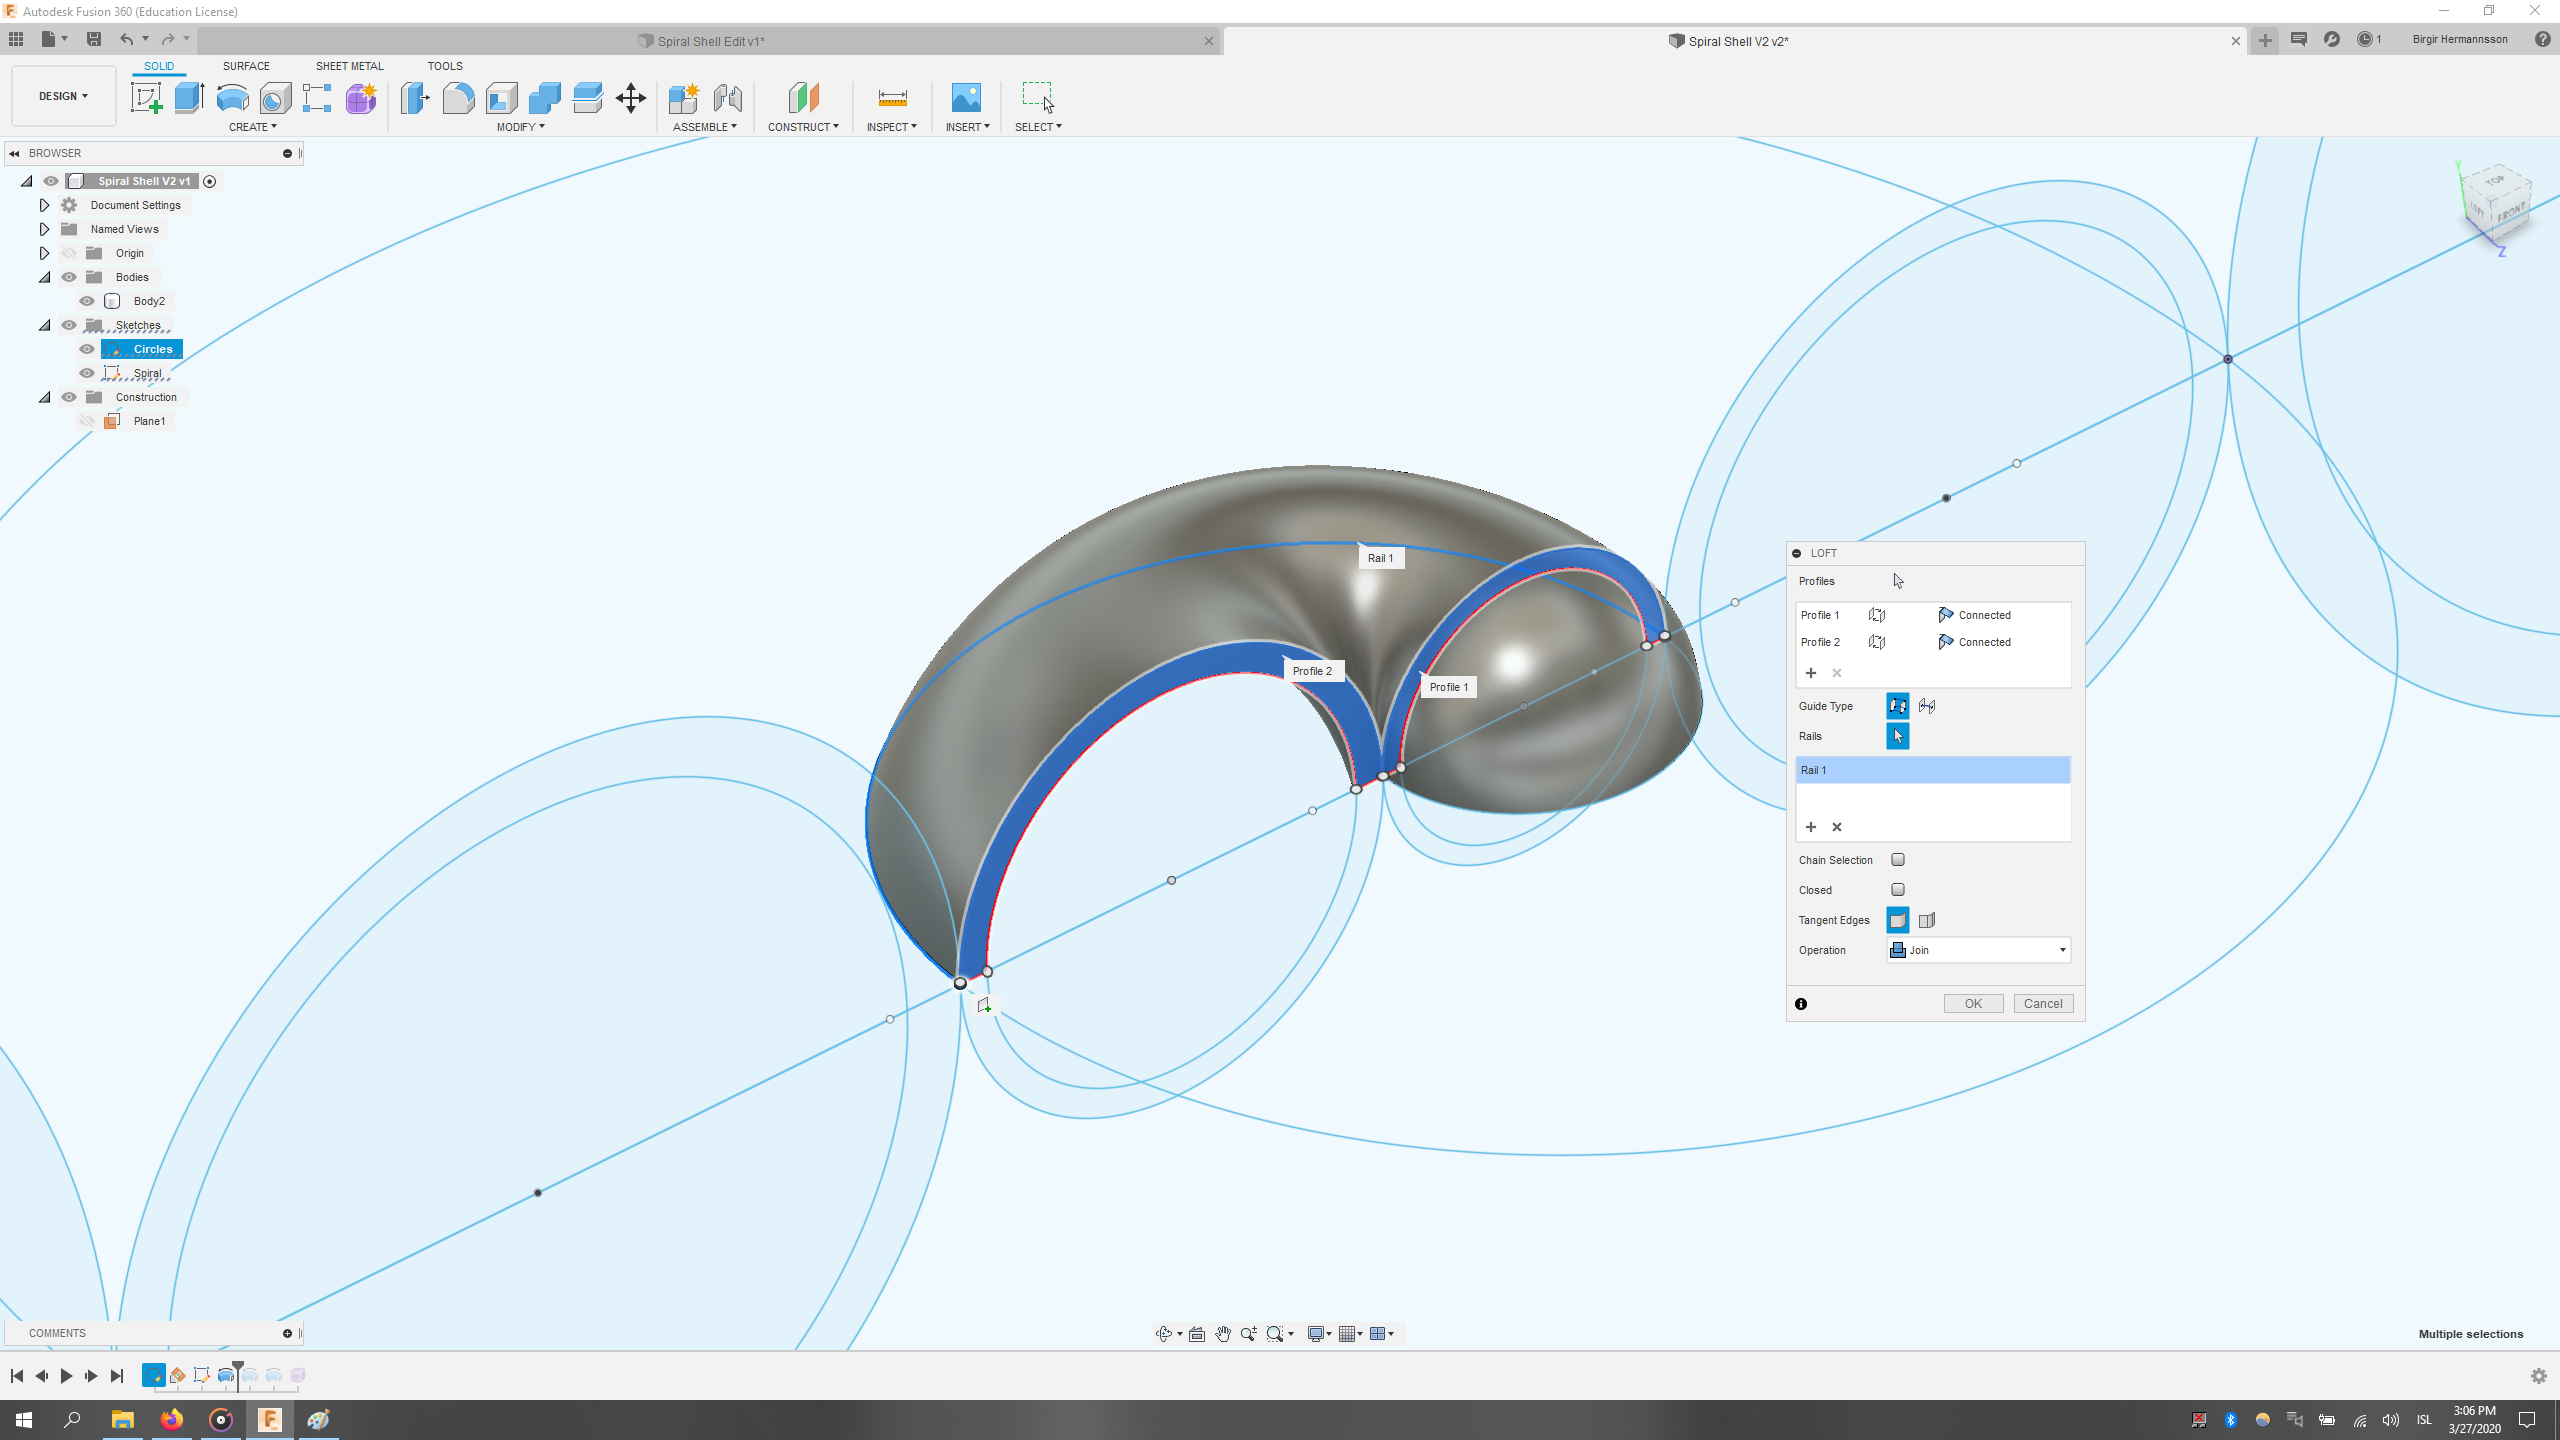 Autodesk Fusion 360 (Education License)
Spiral Shell Edit v1*
Spiral Shell V2 v2*
1
Birgir Hermannsson
SOLID
SURFACE
SHEET METAL
TOOLS
DESIGN
CREATE
MODIFY
ASSEMBLE
CONSTRUCT
INSPECT
INSERT
SELECT
BROWSER
Spiral Shell V2 v1
Document Settings
Named Views
Origin
Bodies
Body2
Sketches
Circles
Spiral
Construction
Plane1
Y
TOP
LEFT
FRONT
Z
Rail 1
Profile 2
Profile 1
LOFT
Profiles
Profile 1
Connected
Profile 2
Connected
Guide Type
Rails
Rail 1
Chain Selection
Closed
Tangent Edges
Operation
Join
OK
Cancel
COMMENTS
Multiple selections
ISL
3:06 PM
3/27/2020